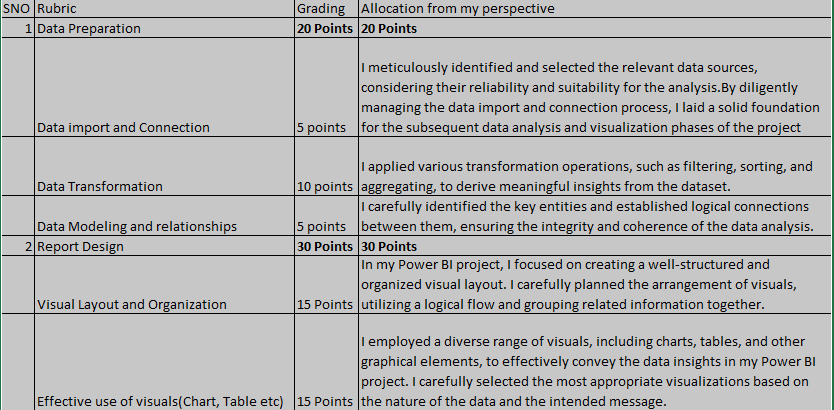 SNO Rubric Grading Allocation from my perspective
1 Data Preparation 20 Points 20 Points
I meticulously identified and selected the relevant data sources,
considering their reliability and suitability for the analysis.By diligently
managing the data import and connection process, I laid a solid foundation
Data import and Connection 5 points for the subsequent data analysis and visualization phases of the project
I applied various transformation operations, such as filtering, sorting, and
Data Transformation 10 points aggregating, to derive meaningful insights from the dataset.
I carefully identified the key entities and established logical connections
Data Modeling and relationships 5 points between them, ensuring the integrity and coherence of the data analysis.
2 Report Design 30 Points 30 Points
In my Power BI project, I focused on creating a well-structured and
organized visual layout. I carefully planned the arrangement of visuals,
Visual Layout and Organization 15 Points utilizing a logical flow and grouping related information together.
I employed a diverse range of visuals, including charts, tables, and other
graphical elements, to effectively convey the data insights in my Power BI
project. I carefully selected the most appropriate visualizations based on
Effective use of visuals(Chart, Table etc) 15 Points the nature of the data and the intended message.